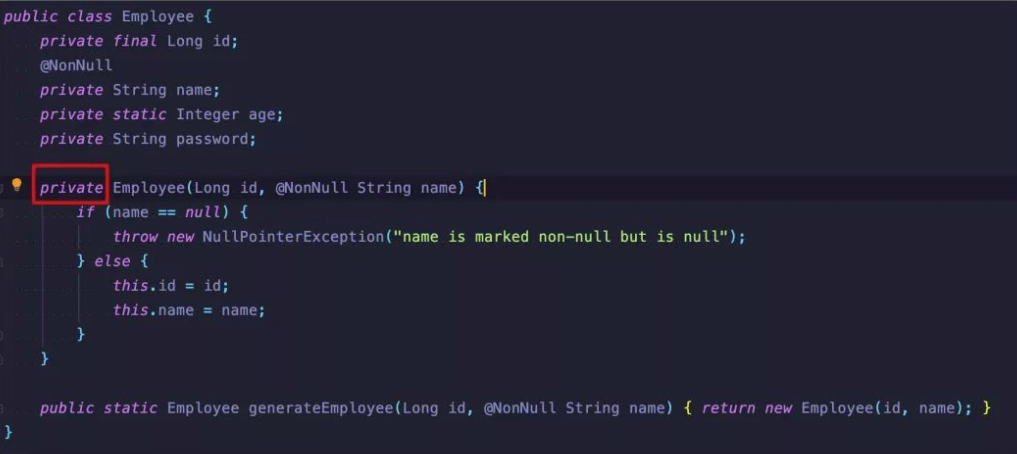 public class Employee {
private final Long id;
@NonNull
private String name;
private static Integer age;
private String password;
private Employee(Long id, @NonNull String name) {
if (name == null) {
throw new NullPointerException("name is marked non-null but is null");
} else {
this.id = id;
this.name = name;
}
}
public static Employee generateEmployee(Long id, @NonNull String name) { return new Employee(id, name); }
}